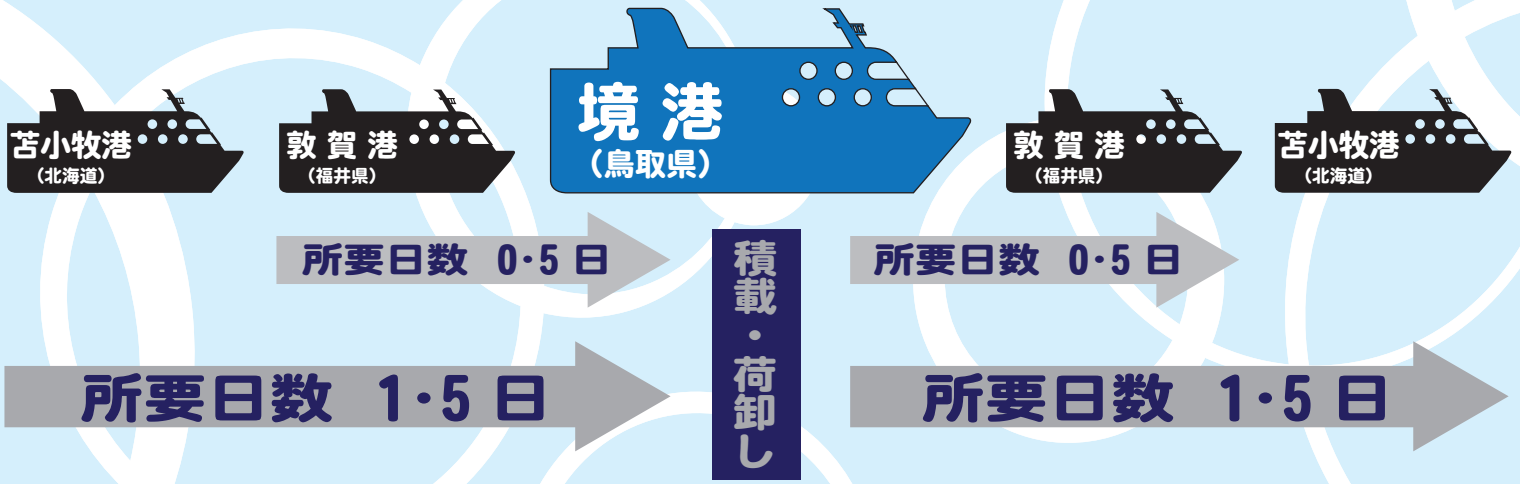 苫小牧港
（北海道）
敦賀港
（福井県）
境港
（鳥取県）
敦賀港
（福井県）
苫小牧港
（北海道）
所要日数 0・5 日
積載・荷卸し
所要日数 0・5 日
所要日数 1・5 日
所要日数 1・5 日